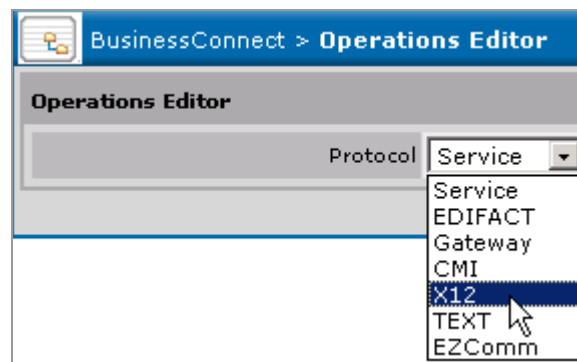 BusinessConnect > Operations Editor
Operations Editor
Protocol Service
Service
EDIFACT
Gateway
CMI
X12
TEXT
EZComm